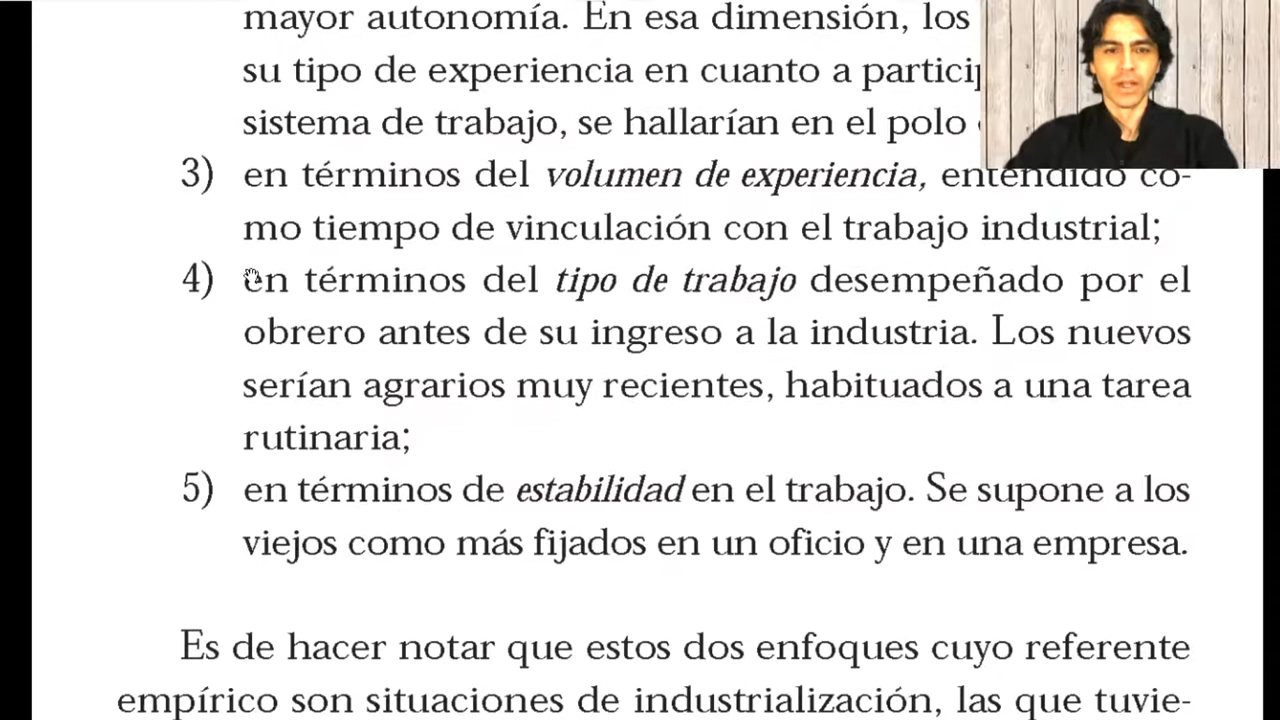 mayor autonomía. En esa dimensión, los
su tipo de experiencia en cuanto a
sistema de trabajo, se hallarían en el polo
3) en términos del volumen de experiencia, entendido co-
mo tiempo de vinculación con el trabajo industrial;
4) en términos del tipo de trabajo desempeñado por el
obrero antes de su ingreso a la industria. Los nuevos
serían agrarios muy recientes, habituados a una tarea
rutinaria;
5) en términos de estabilidad en el trabajo. Se supone a los
viejos como más fijados en un oficio y en una empresa.
Es de hacer notar que estos dos enfoques cuyo referente
empírico son situaciones de industrialización, las que tuvie-